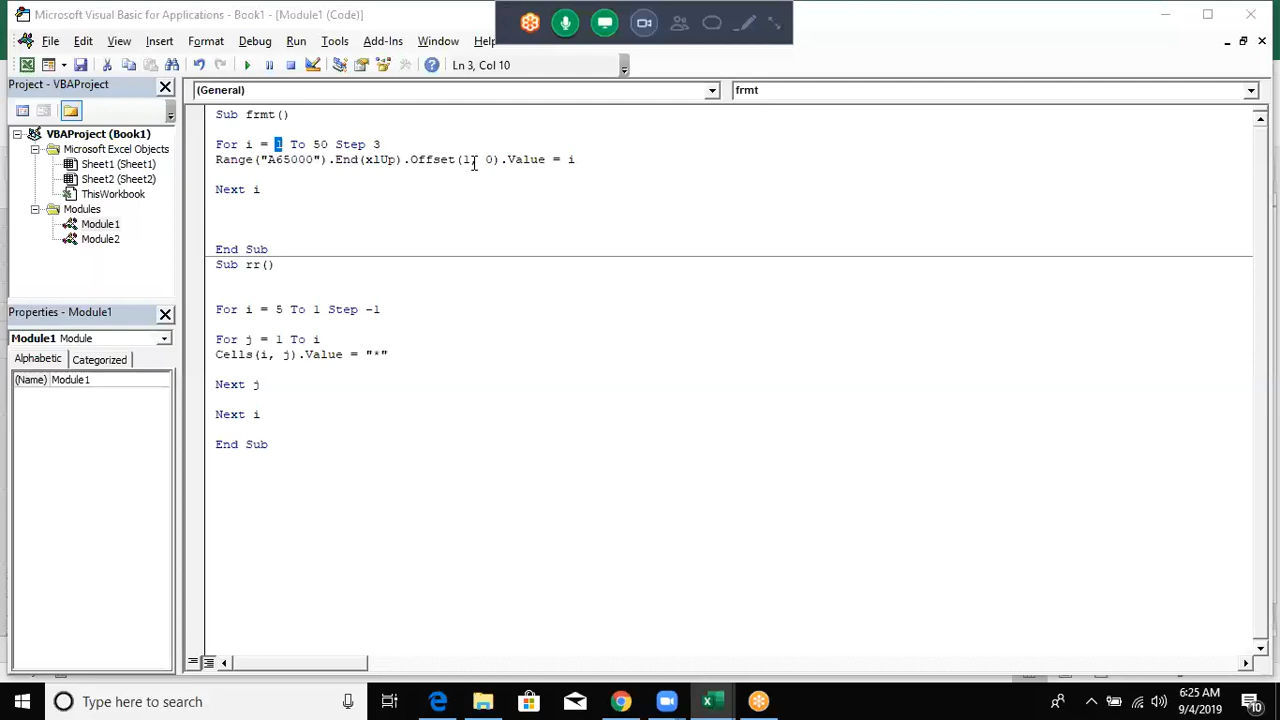 Microsoft Visual Basic for Applications - Book1 - [Module1 (Code)]
File Edit View Insert Format Debug Run Tools Add-Ins Window Help
Ln 3, Col 10
Project - VBAProject
(General)
frmt
VBAProject (Book1)
Microsoft Excel Objects
Sheet1 (Sheet1)
Sheet2 (Sheet2)
ThisWorkbook
Modules
Module1
Module2
Sub frmt()
For i = 1 To 50 Step 3
Range("A65000").End(xlUp).Offset(1, 0).Value = i
Next i
End Sub
Sub rr()
For i = 5 To 1 Step -1
For j = 1 To i
Cells(i, j).Value = "*"
Next j
Next i
End Sub
Properties - Module1
Module1 Module
Alphabetic Categorized
(Name) Module1
Type here to search
6:25 AM
9/4/2019
10